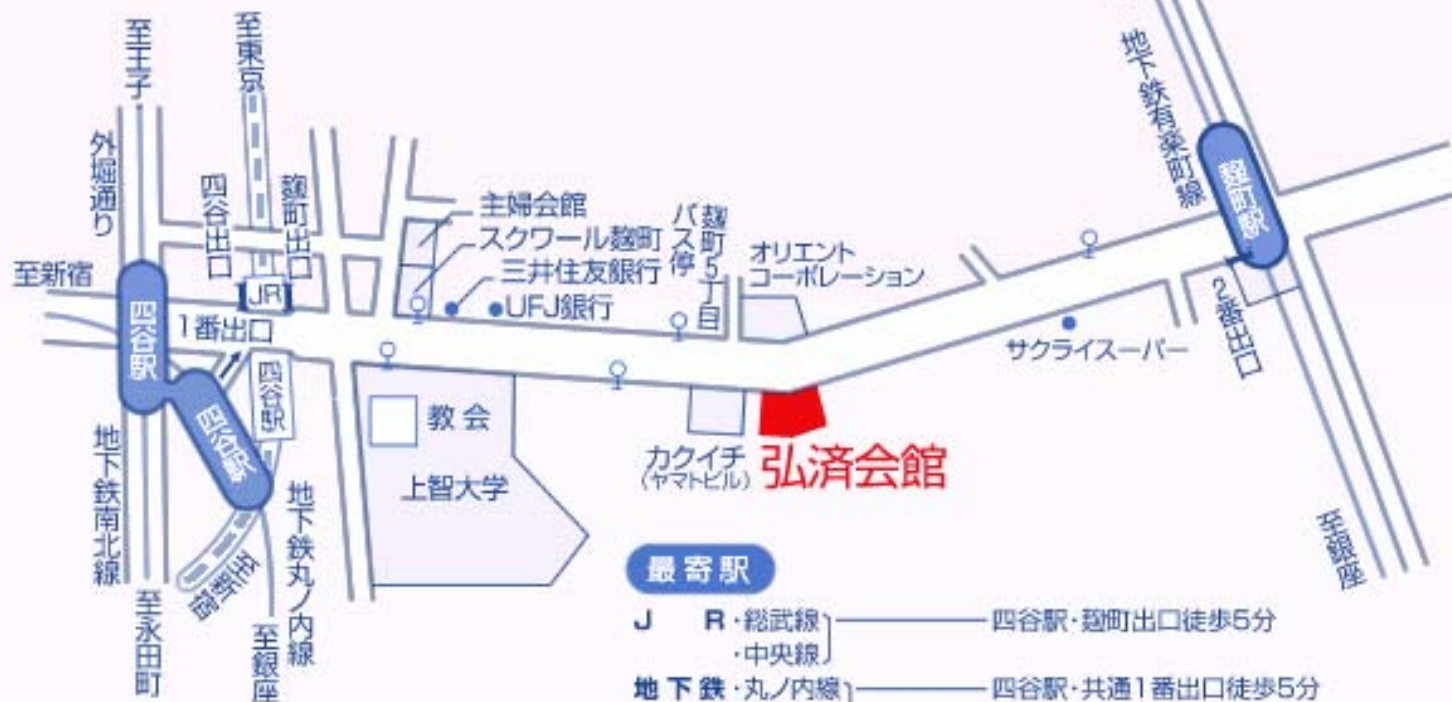 至王子
至東京
外堀通り
四谷出口
麹町出口
至新宿
四谷駅
1番出口
JR
四谷駅
四谷駅
地下鉄南北線
至永田町
至新宿
至銀座
地下鉄丸ノ内線
主婦会館
スクワール麹町
三井住友銀行
UFJ銀行
麹町5丁目
バス停
オリエント
コーポレーション
教会
上智大学
カクイチ
(ヤマトビル)
弘済会館
サクライスーパー
地下鉄有楽町線
麹町駅
2番出口
至銀座
最寄駅
JR・総武線 四谷駅・麹町出口徒歩5分
・中央線
地下鉄・丸ノ内線 四谷駅・共通1番出口徒歩5分